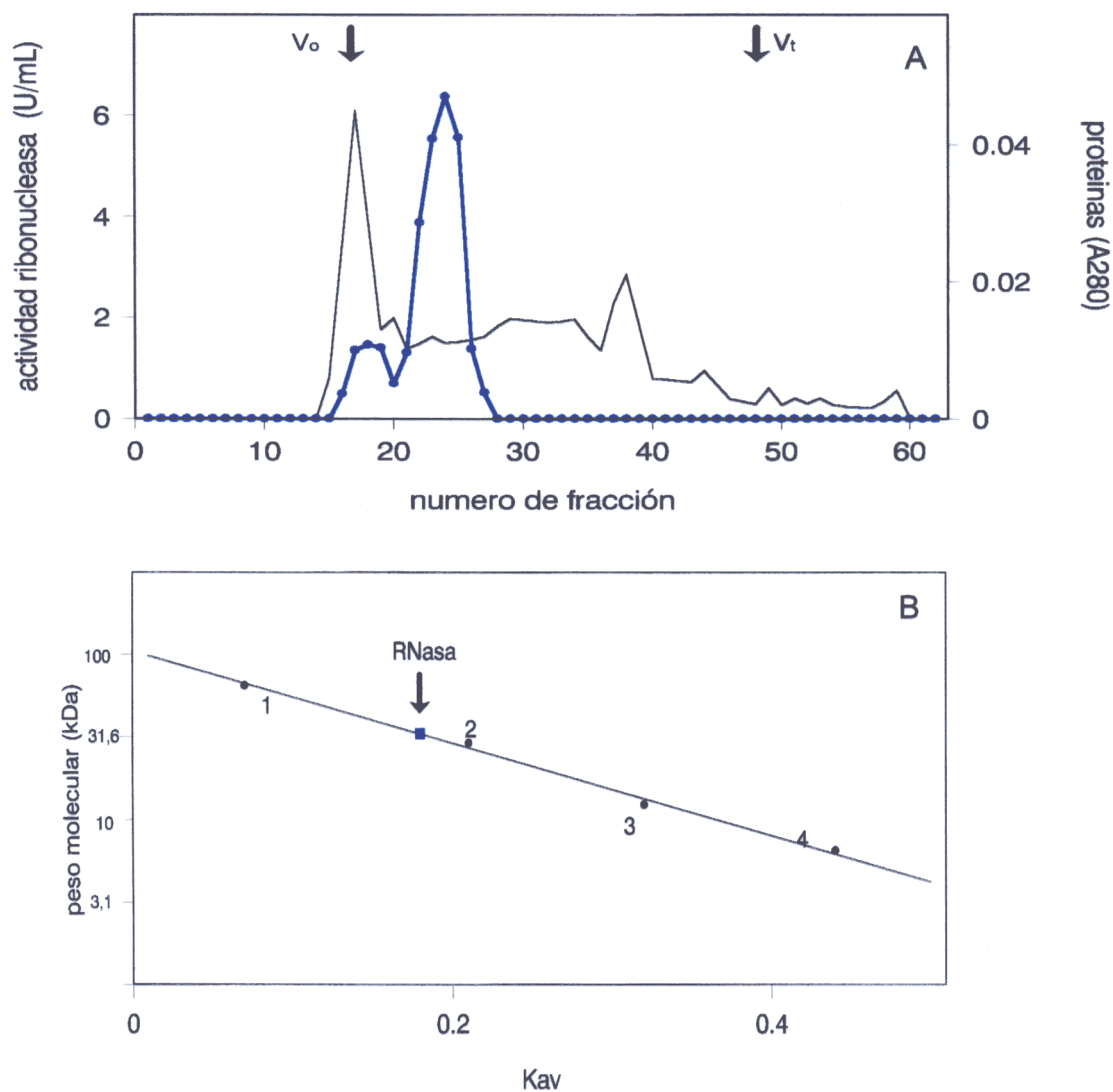 Vo
Vt
A
actividad ribonucleasa (U/mL)
6
4
2
0
0.04
0.02
0
proteinas (A280)
0
10
20
30
40
50
60
numero de fracción
B
RNasa
peso molecular (kDa)
100
31.6
10
3,1
1
2
3
4
0
0.2
0.4
Kav